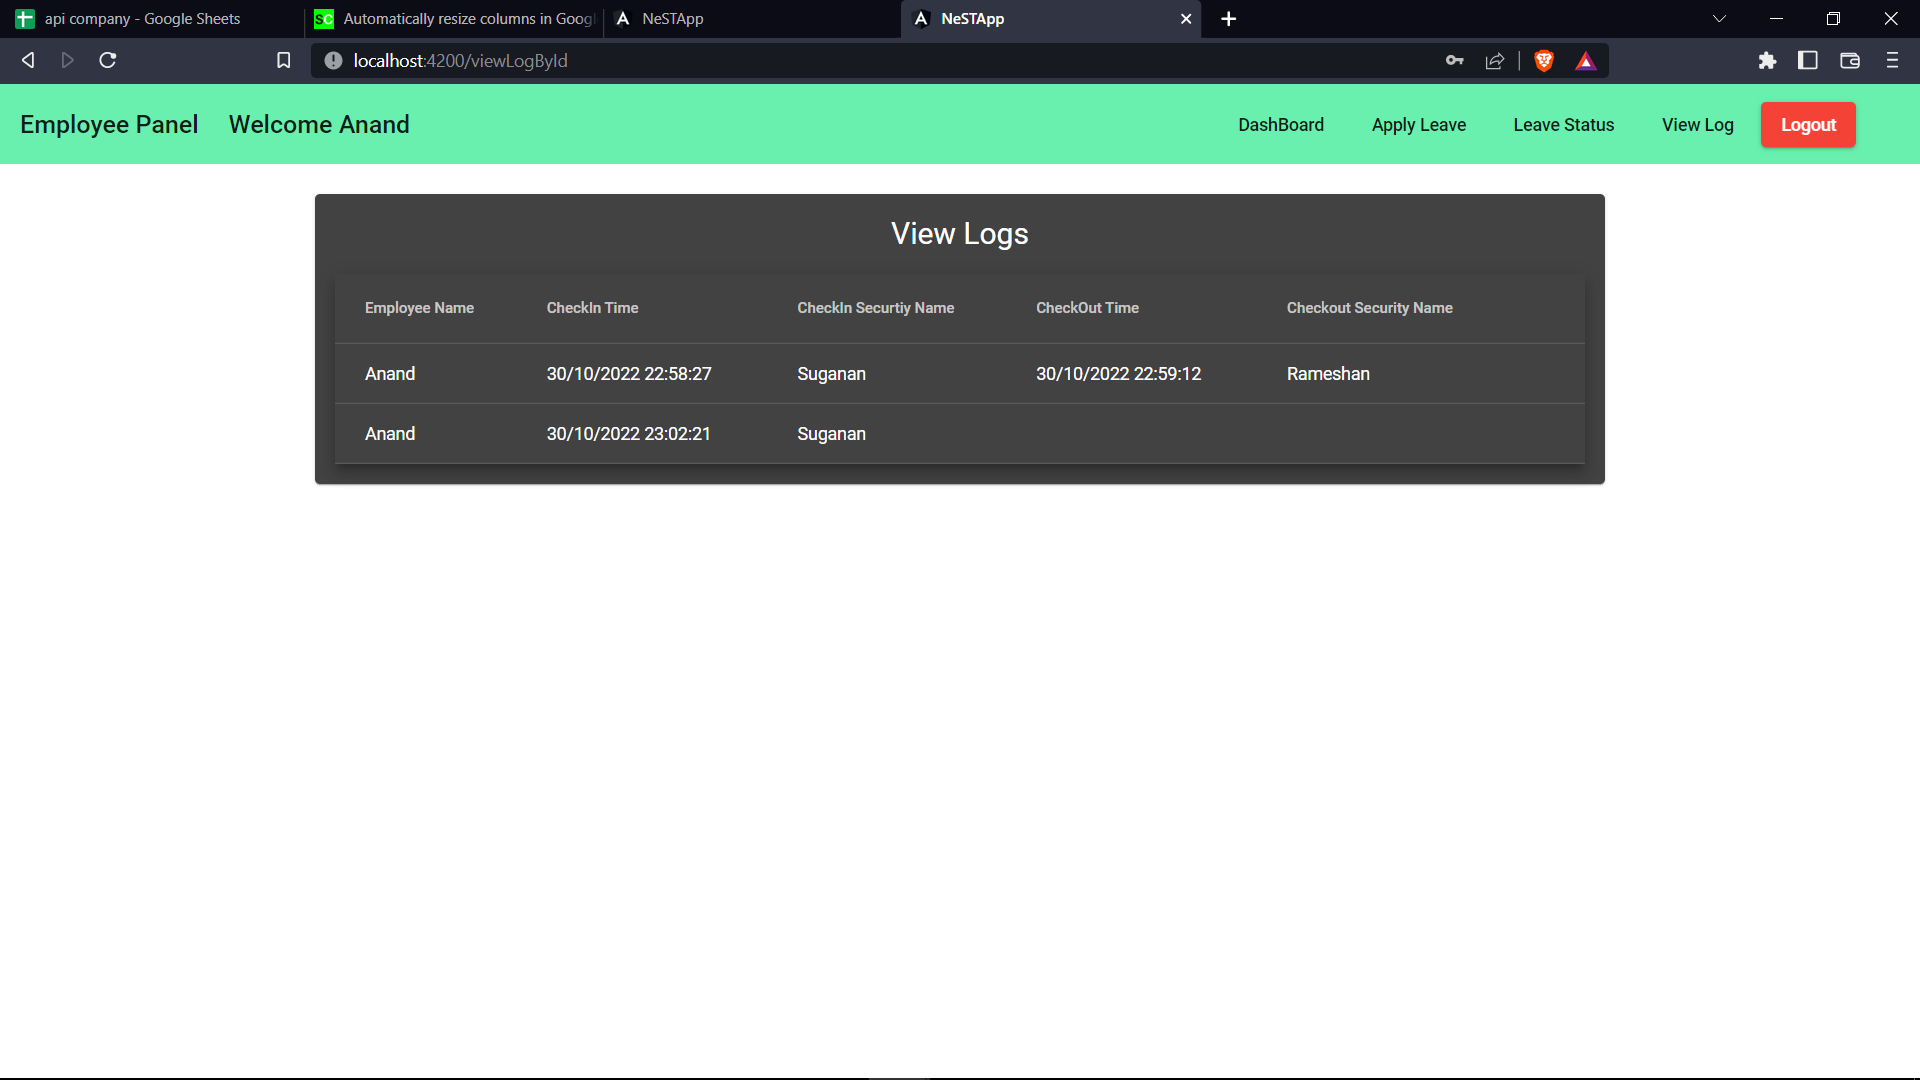 api company - Google Sheets
Automatically resize columns in Googl
NeSTApp
NeSTApp
localhost:4200/viewLogById
Employee Panel Welcome Anand DashBoard Apply Leave Leave Status View Log Logout
View Logs
Employee Name CheckIn Time CheckIn Securtiy Name CheckOut Time Checkout Security Name
Anand 30/10/2022 22:58:27 Suganan 30/10/2022 22:59:12 Rameshan
Anand 30/10/2022 23:02:21 Suganan